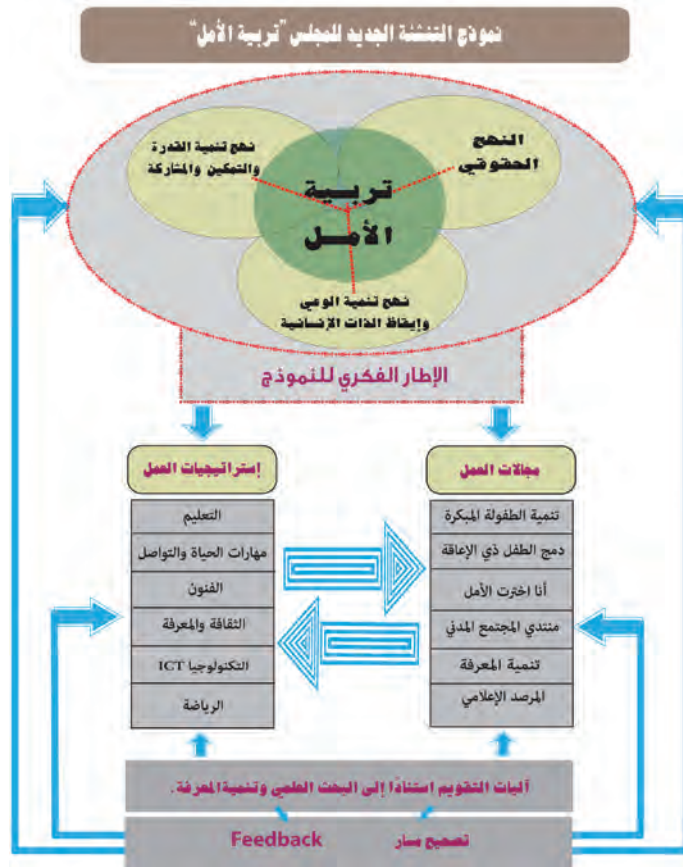 نموذج التنشئة الجديد للمجلس "تربية الأمل"
النهج
الحقوقي
نهج تنمية القدرة
والتمكين والمشاركة
تربية
الأمل
نهج تنمية الوعي
وإيقاظ الذات الإنسانية
الإطار الفكري للنموذج
مجالات العمل
تنمية الطفولة المبكرة
دمج الطفل ذي الإعاقة
أنا اخترت الأمل
منتدي المجتمع المدني
تنمية المعرفة
المرصد الإعلامي
إستراتيجيات العمل
التعليم
مهارات الحياة والتواصل
الفنون
الثقافة والمعرفة
التكنولوجيا ICT
الرياضة
آليات التقويم استنادًا إلى البحث العلمي وتنمية المعرفة.
تصحيح مسار
Feedback